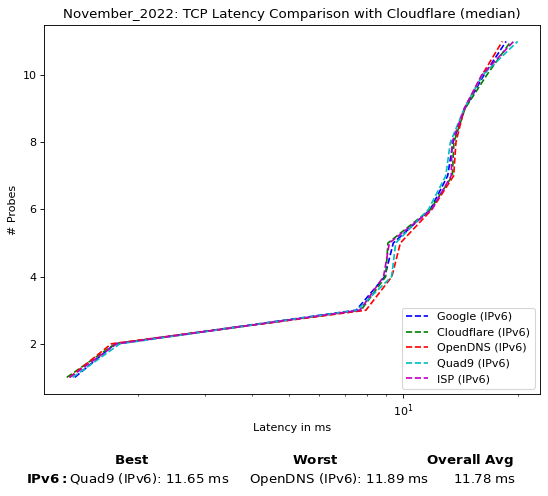 November_2022: TCP Latency Comparison with Cloudflare (median)
10
8
6
4
2
# Probes
Google (IPv6)
Cloudflare (IPv6)
OpenDNS (IPv6)
Quad9 (IPv6)
ISP (IPv6)
10¹
Latency in ms
Best Worst Overall Avg
IPv6: Quad9 (IPv6): 11.65 ms OpenDNS (IPv6): 11.89 ms 11.78 ms